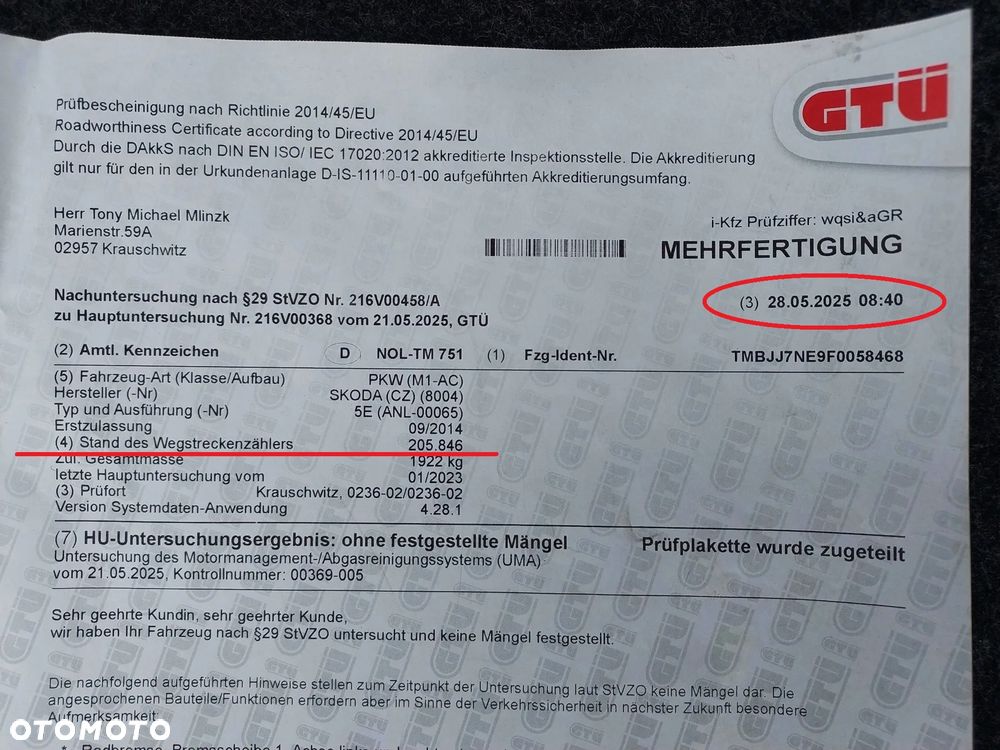 GTÜ
Prüfbescheinigung nach Richtlinie 2014/45/EU
Roadworthiness Certificate according to Directive 2014/45/EU
Durch die DAkkS nach DIN EN ISO/ IEC 17020:2012 akkreditierte Inspektionsstelle. Die Akkreditierung
gilt nur für den in der Urkundenanlage D-IS-11110-01-00 aufgeführten Akkreditierungsumfang.
Herr Tony Michael Mlinzk
Marienstr.59A
02957 Krauschwitz
i-Kfz Prüfziffer: wqsi&aGR
MEHRFERTIGUNG
Nachuntersuchung nach §29 StVZO Nr. 216V00458/A
(3) 28.05.2025 08:40
zu Hauptuntersuchung Nr. 216V00368 vom 21.05.2025, GTÜ
(2) Amtl. Kennzeichen D NOL-TM 751 (1) Fzg-Ident-Nr. TMBJJ7NE9F0058468
(5) Fahrzeug-Art (Klasse/Aufbau) PKW (M1-AC)
Hersteller (-Nr) SKODA (CZ) (8004)
Typ und Ausführung (-Nr) 5E (ANL-00065)
Erstzulassung 09/2014
(4) Stand des Wegstreckenzählers 205.846
Zul. Gesamtmasse 1922 kg
letzte Hauptuntersuchung vom 01/2023
(3) Prüfort Krauschwitz, 0236-02/0236-02
Version Systemdaten-Anwendung 4.28.1
(7) HU-Untersuchungsergebnis: ohne festgestellte Mängel Prüfplakette wurde zugeteilt
Untersuchung des Motormanagement-/Abgasreinigungssystems (UMA)
vom 21.05.2025, Kontrollnummer: 00369-005
Sehr geehrte Kundin, sehr geehrter Kunde,
wir haben Ihr Fahrzeug nach §29 StVZO untersucht und keine Mängel festgestellt.
Die nachfolgend aufgeführten Hinweise stellen zum Zeitpunkt der Untersuchung laut StVZO keine Mängel dar. Die
angesprochenen Bauteile/Funktionen erfordern aber im Sinne der Verkehrssicherheit in nächster Zukunft besondere
Aufmerksamkeit:
OTOMOTO